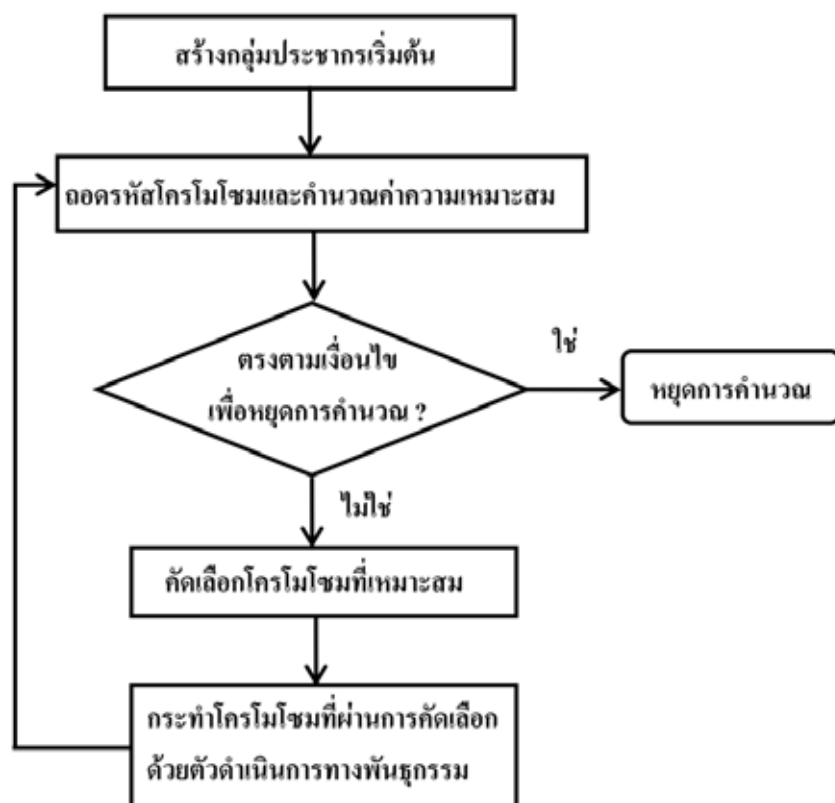 สร้างกลุ่มประชากรเริ่มต้น
ถอดรหัสโครโมโซมและคำนวณค่าความเหมาะสม
ตรงตามเงื่อนไข
เพื่อหยุดการคำนวณ ?
ใช่
หยุดการคำนวณ
ไม่ใช่
คัดเลือกโครโมโซมที่เหมาะสม
กระทำโครโมโซมที่ผ่านการคัดเลือก
ด้วยตัวดำเนินการทางพันธุกรรม